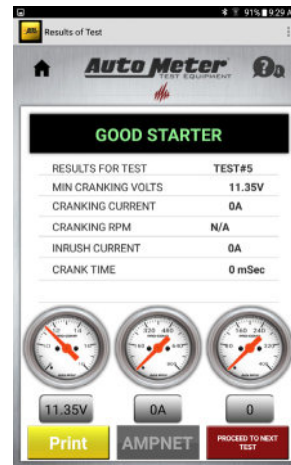 91% 9:29 A
Results of Test
Auto Meter
TEST EQUIPMENT
GOOD STARTER
RESULTS FOR TEST TEST#5
MIN CRANKING VOLTS 11.35V
CRANKING CURRENT 0A
CRANKING RPM N/A
INRUSH CURRENT 0A
CRANK TIME 0 mSec
11.35V 0A 0
Print AMPNET PROCEED TO NEXT
TEST